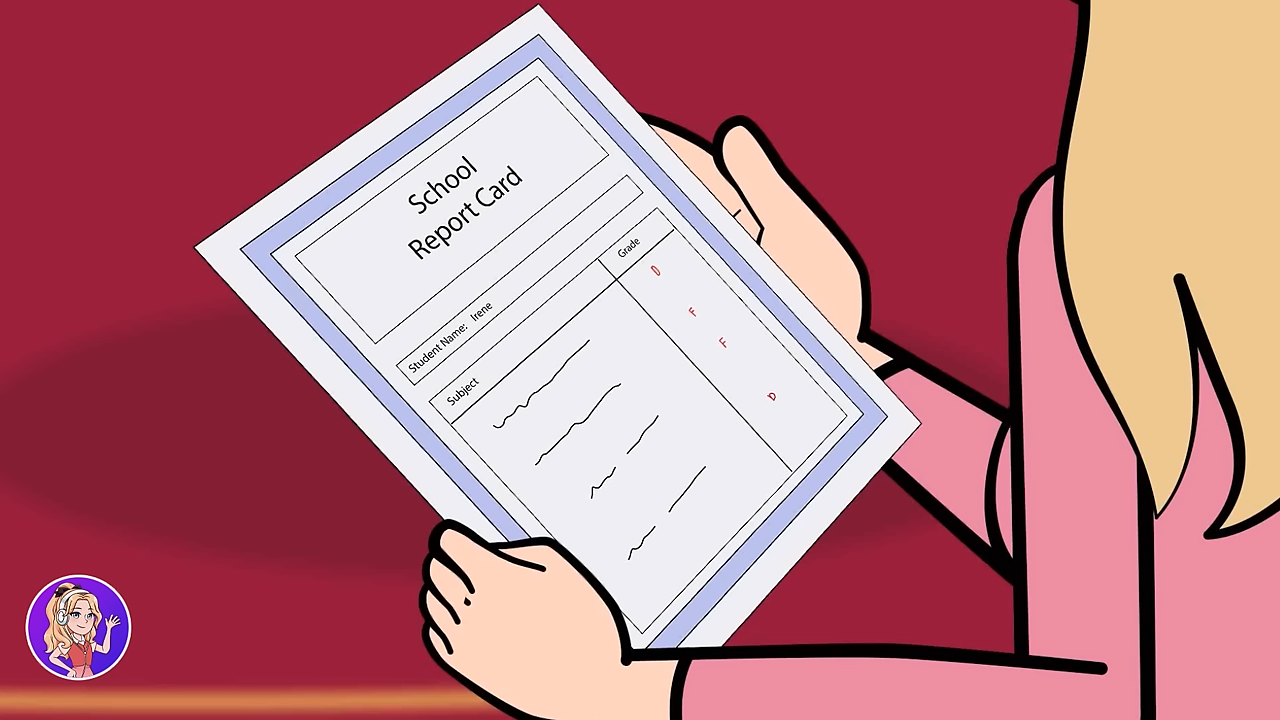 School
Report Card
Student Name: Irene
Subject Grade
D
F
F
D